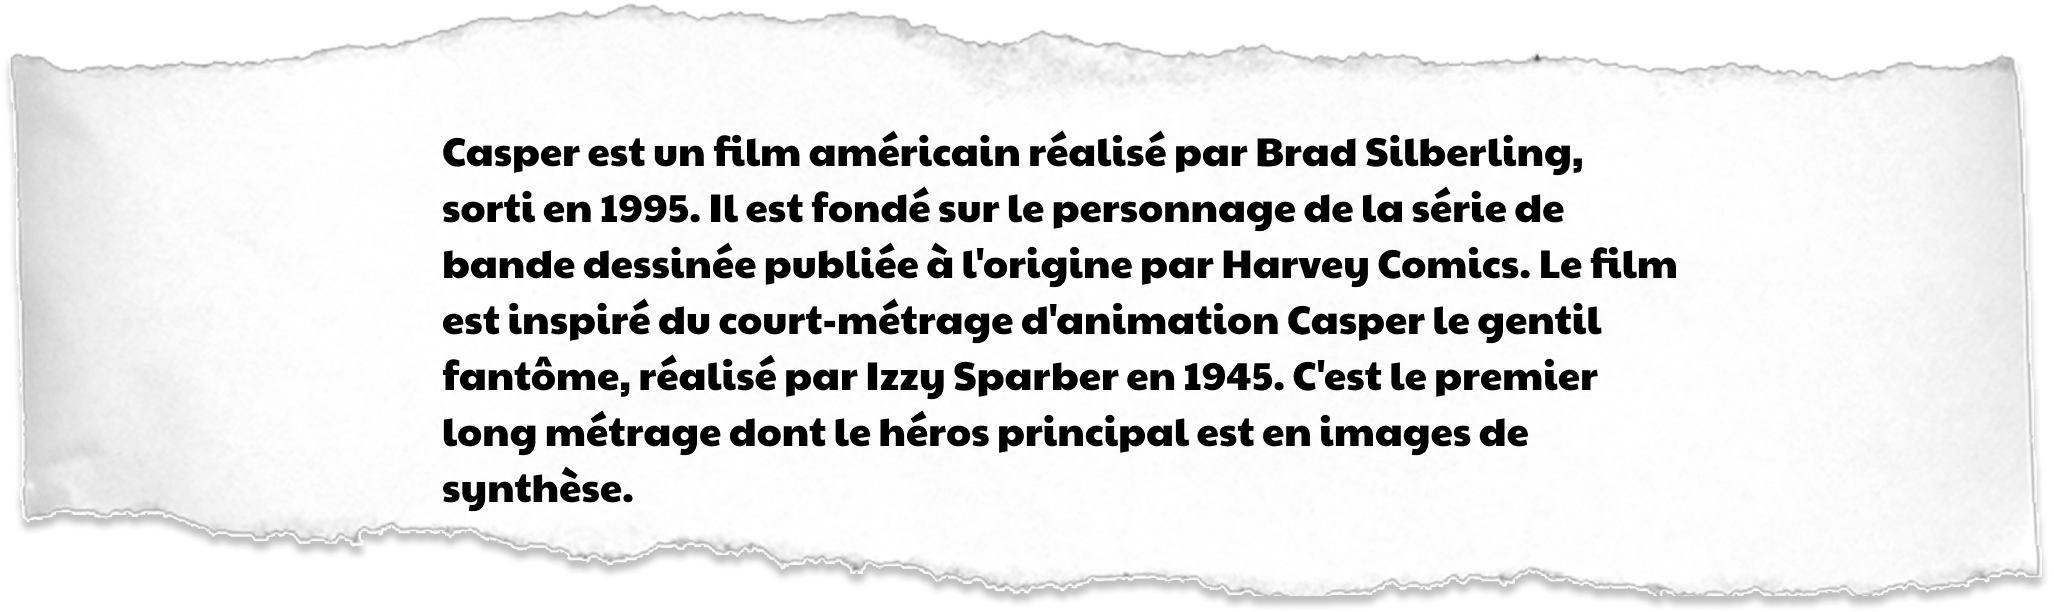 Casper est un film américain réalisé par Brad Silberling,
sorti en 1995. Il est fondé sur le personnage de la série de
bande dessinée publiée à l'origine par Harvey Comics. Le film
est inspiré du court-métrage d'animation Casper le gentil
fantôme, réalisé par Izzy Sparber en 1945. C'est le premier
long métrage dont le héros principal est en images de
synthèse.